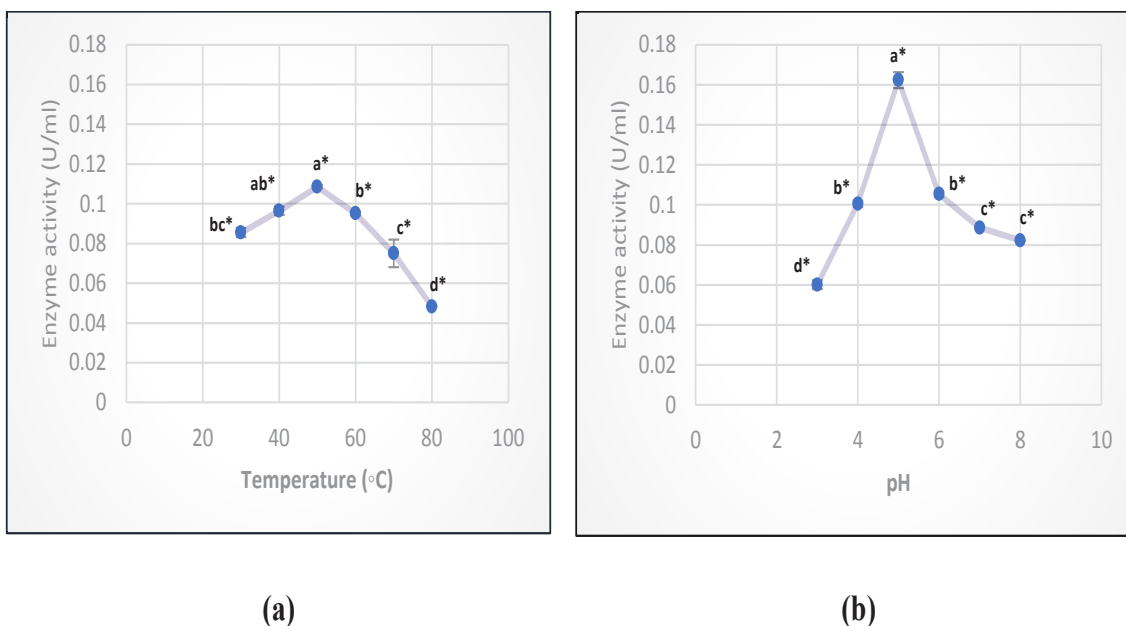 0.18
0.16
0.14
0.12
0.1
0.08
0.06
0.04
0.02
0
Enzyme activity (U/ml)
bc*
ab*
a*
b*
c*
d*
0 20 40 60 80 100
Temperature (◦C)
(a)
0.18
0.16
0.14
0.12
0.1
0.08
0.06
0.04
0.02
0
Enzyme activity (U/ml)
d*
b*
a*
b*
c*
c*
0 2 4 6 8 10
pH
(b)